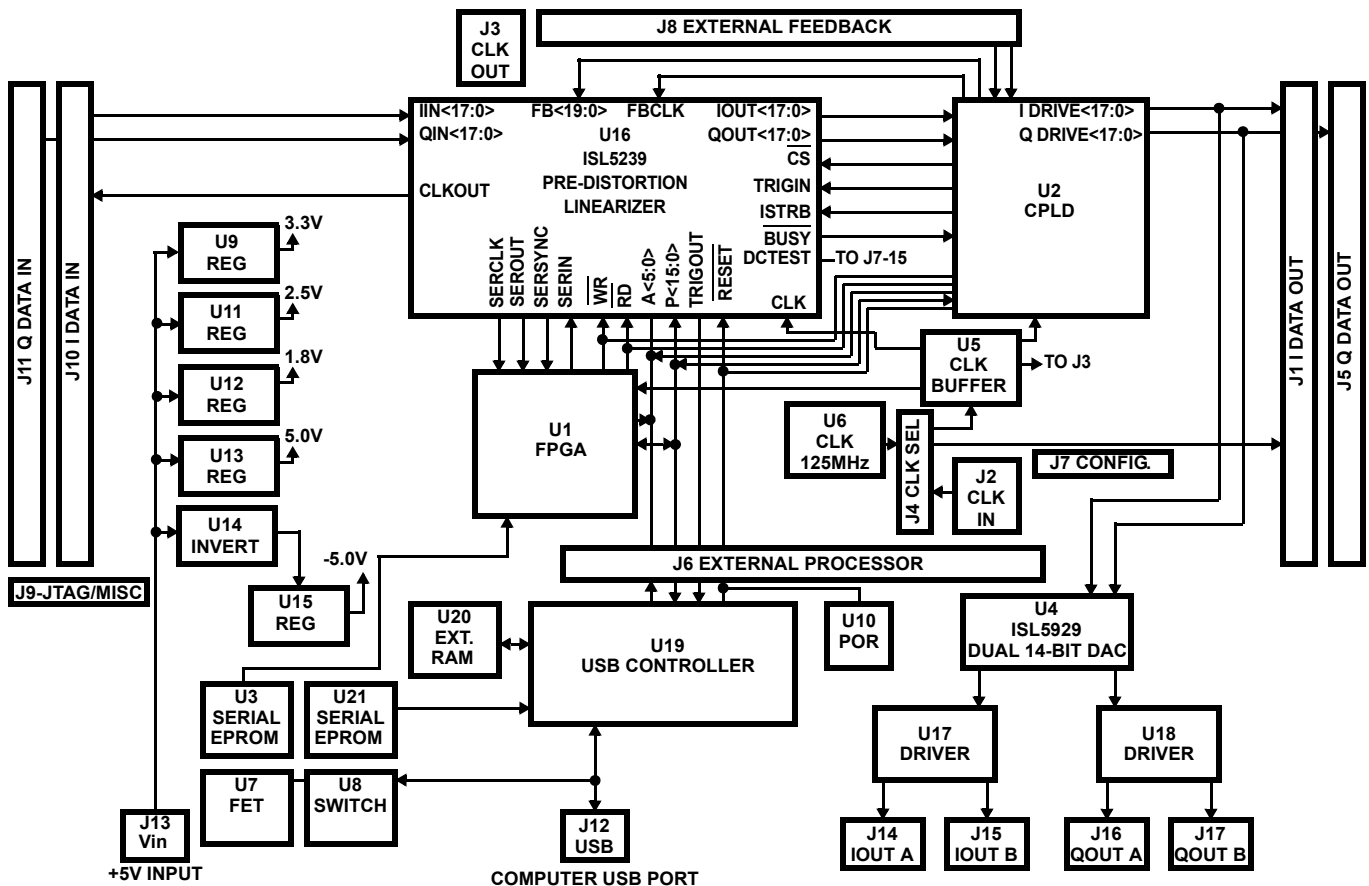 J3
CLK
OUT
J8 EXTERNAL FEEDBACK
J11 Q DATA IN
J10 I DATA IN
IIN<17:0>
FB<19:0>
FBCLK
IOUT<17:0>
QIN<17:0>
U16
QOUT<17:0>
ISL5239
CS
CLKOUT
PRE-DISTORTION
TRIGIN
LINEARIZER
ISTRB
BUSY
DCTEST
TO J7-15
SERCLK
SEROUT
SERSYNC
SERIN
WR
RD
A<5:0>
P<15:0>
TRIGOUT
RESET
CLK
I DRIVE<17:0>
Q DRIVE<17:0>
U2
CPLD
J1 I DATA OUT
J5 Q DATA OUT
U9
REG
3.3V
U11
REG
2.5V
U12
REG
1.8V
U13
REG
5.0V
U14
INVERT
U15
REG
-5.0V
J9-JTAG/MISC
U1
FPGA
U5
CLK
BUFFER
TO J3
U6
CLK
125MHz
J4 CLK SEL
J2
CLK
IN
J7 CONFIG.
J6 EXTERNAL PROCESSOR
U20
EXT.
RAM
U19
USB CONTROLLER
U10
POR
U4
ISL5929
DUAL 14-BIT DAC
U3
SERIAL
EPROM
U21
SERIAL
EPROM
U7
FET
U8
SWITCH
U17
DRIVER
U18
DRIVER
J13
Vin
+5V INPUT
J12
USB
COMPUTER USB PORT
J14
IOUT A
J15
IOUT B
J16
QOUT A
J17
QOUT B